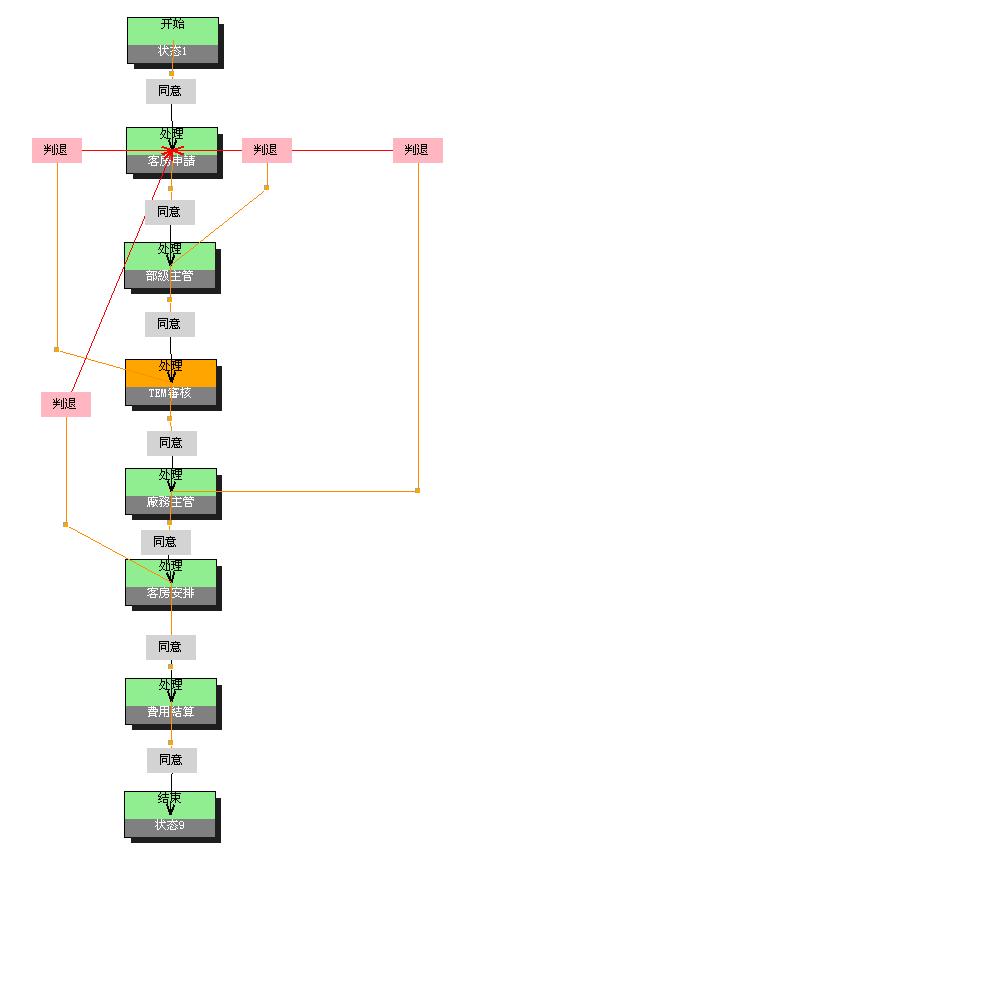 开始
状态1
同意
处理
客房申請
判退
判退
判退
同意
处理
部級主管
同意
处理
TEM審核
判退
同意
处理
廠務主管
同意
处理
客房安排
同意
处理
費用结算
同意
结束
状态9